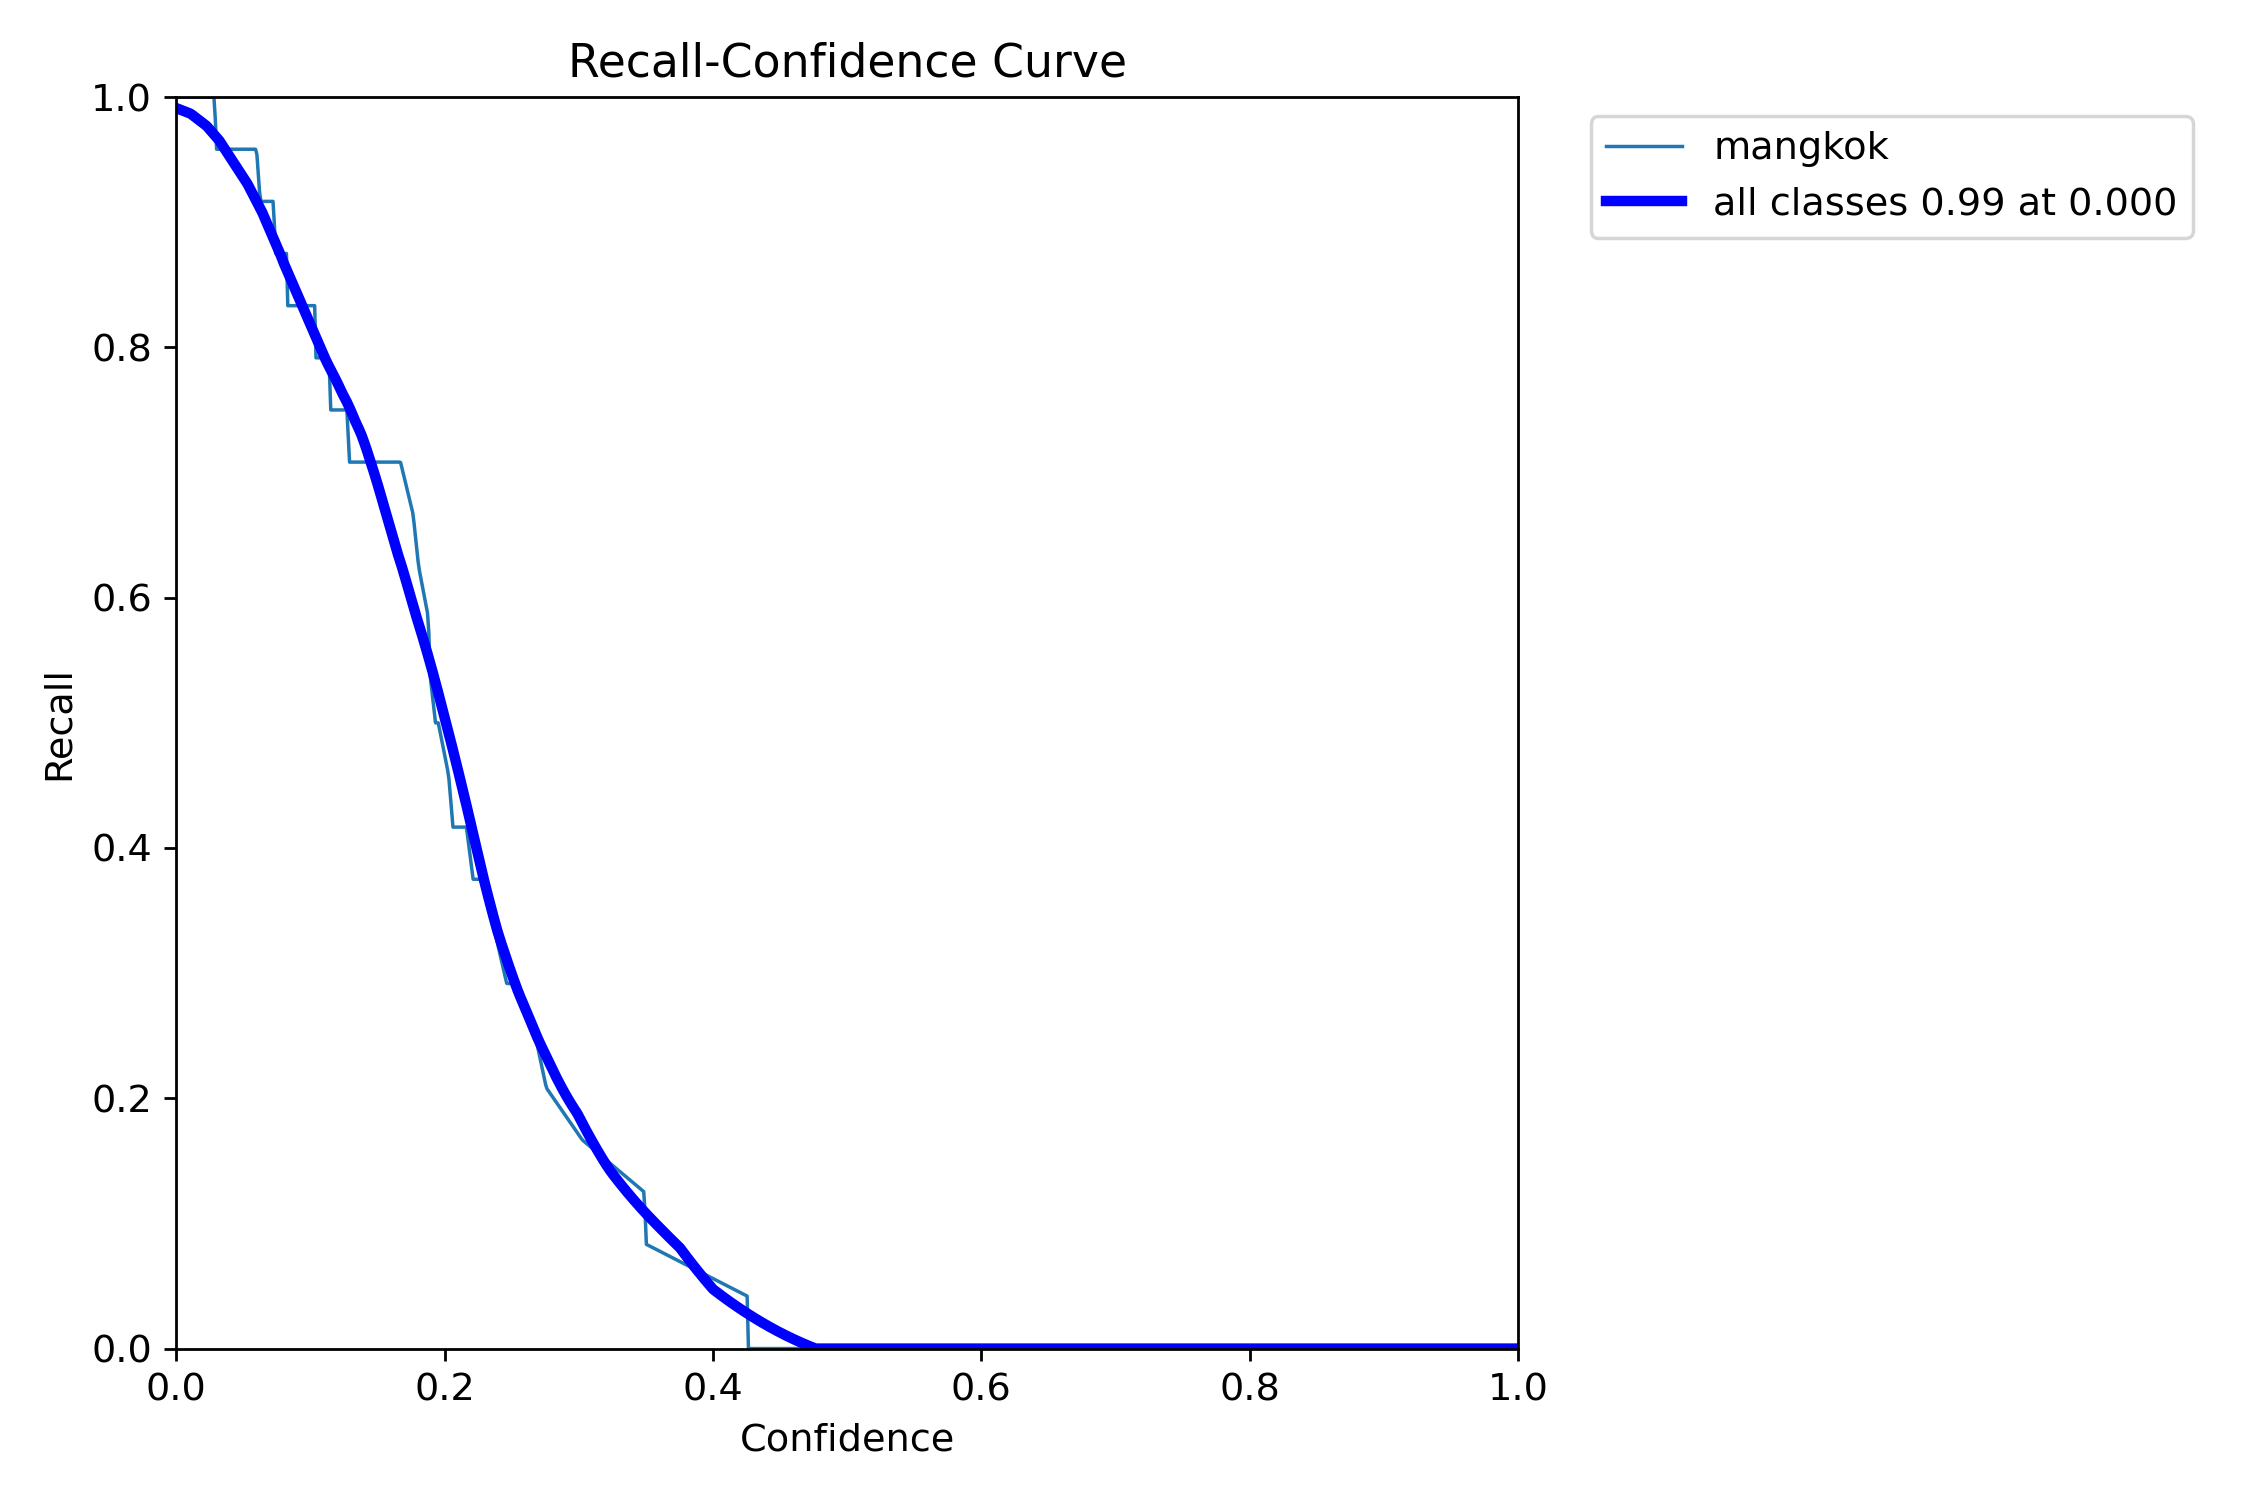 Recall-Confidence Curve
1.0
0.8
0.6
0.4
0.2
0.0
Recall
0.0 0.2 0.4 0.6 0.8 1.0
Confidence
mangkok
all classes 0.99 at 0.000